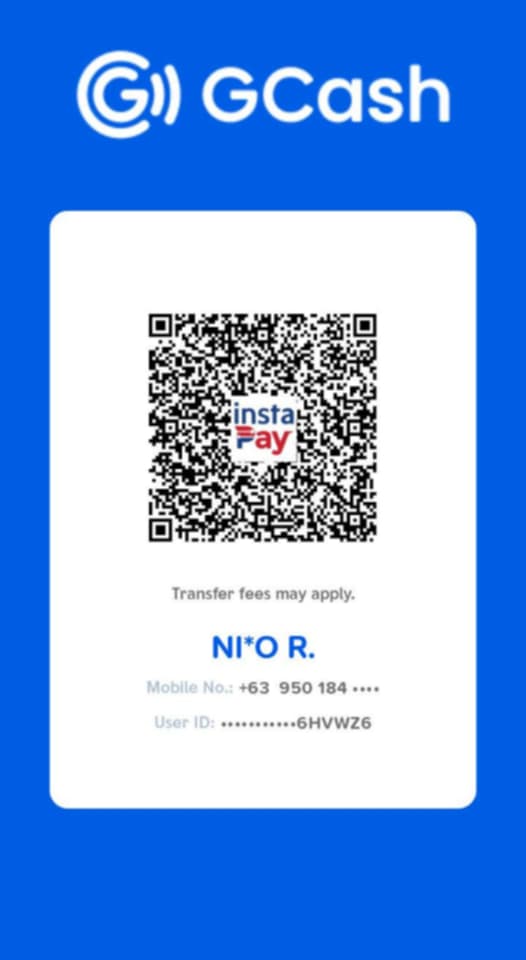 GCash
insta
Pay
Transfer fees may apply.
NI*O R.
Mobile No.: +63 950 184 ••••
User ID: •••••••••••6HVWZ6